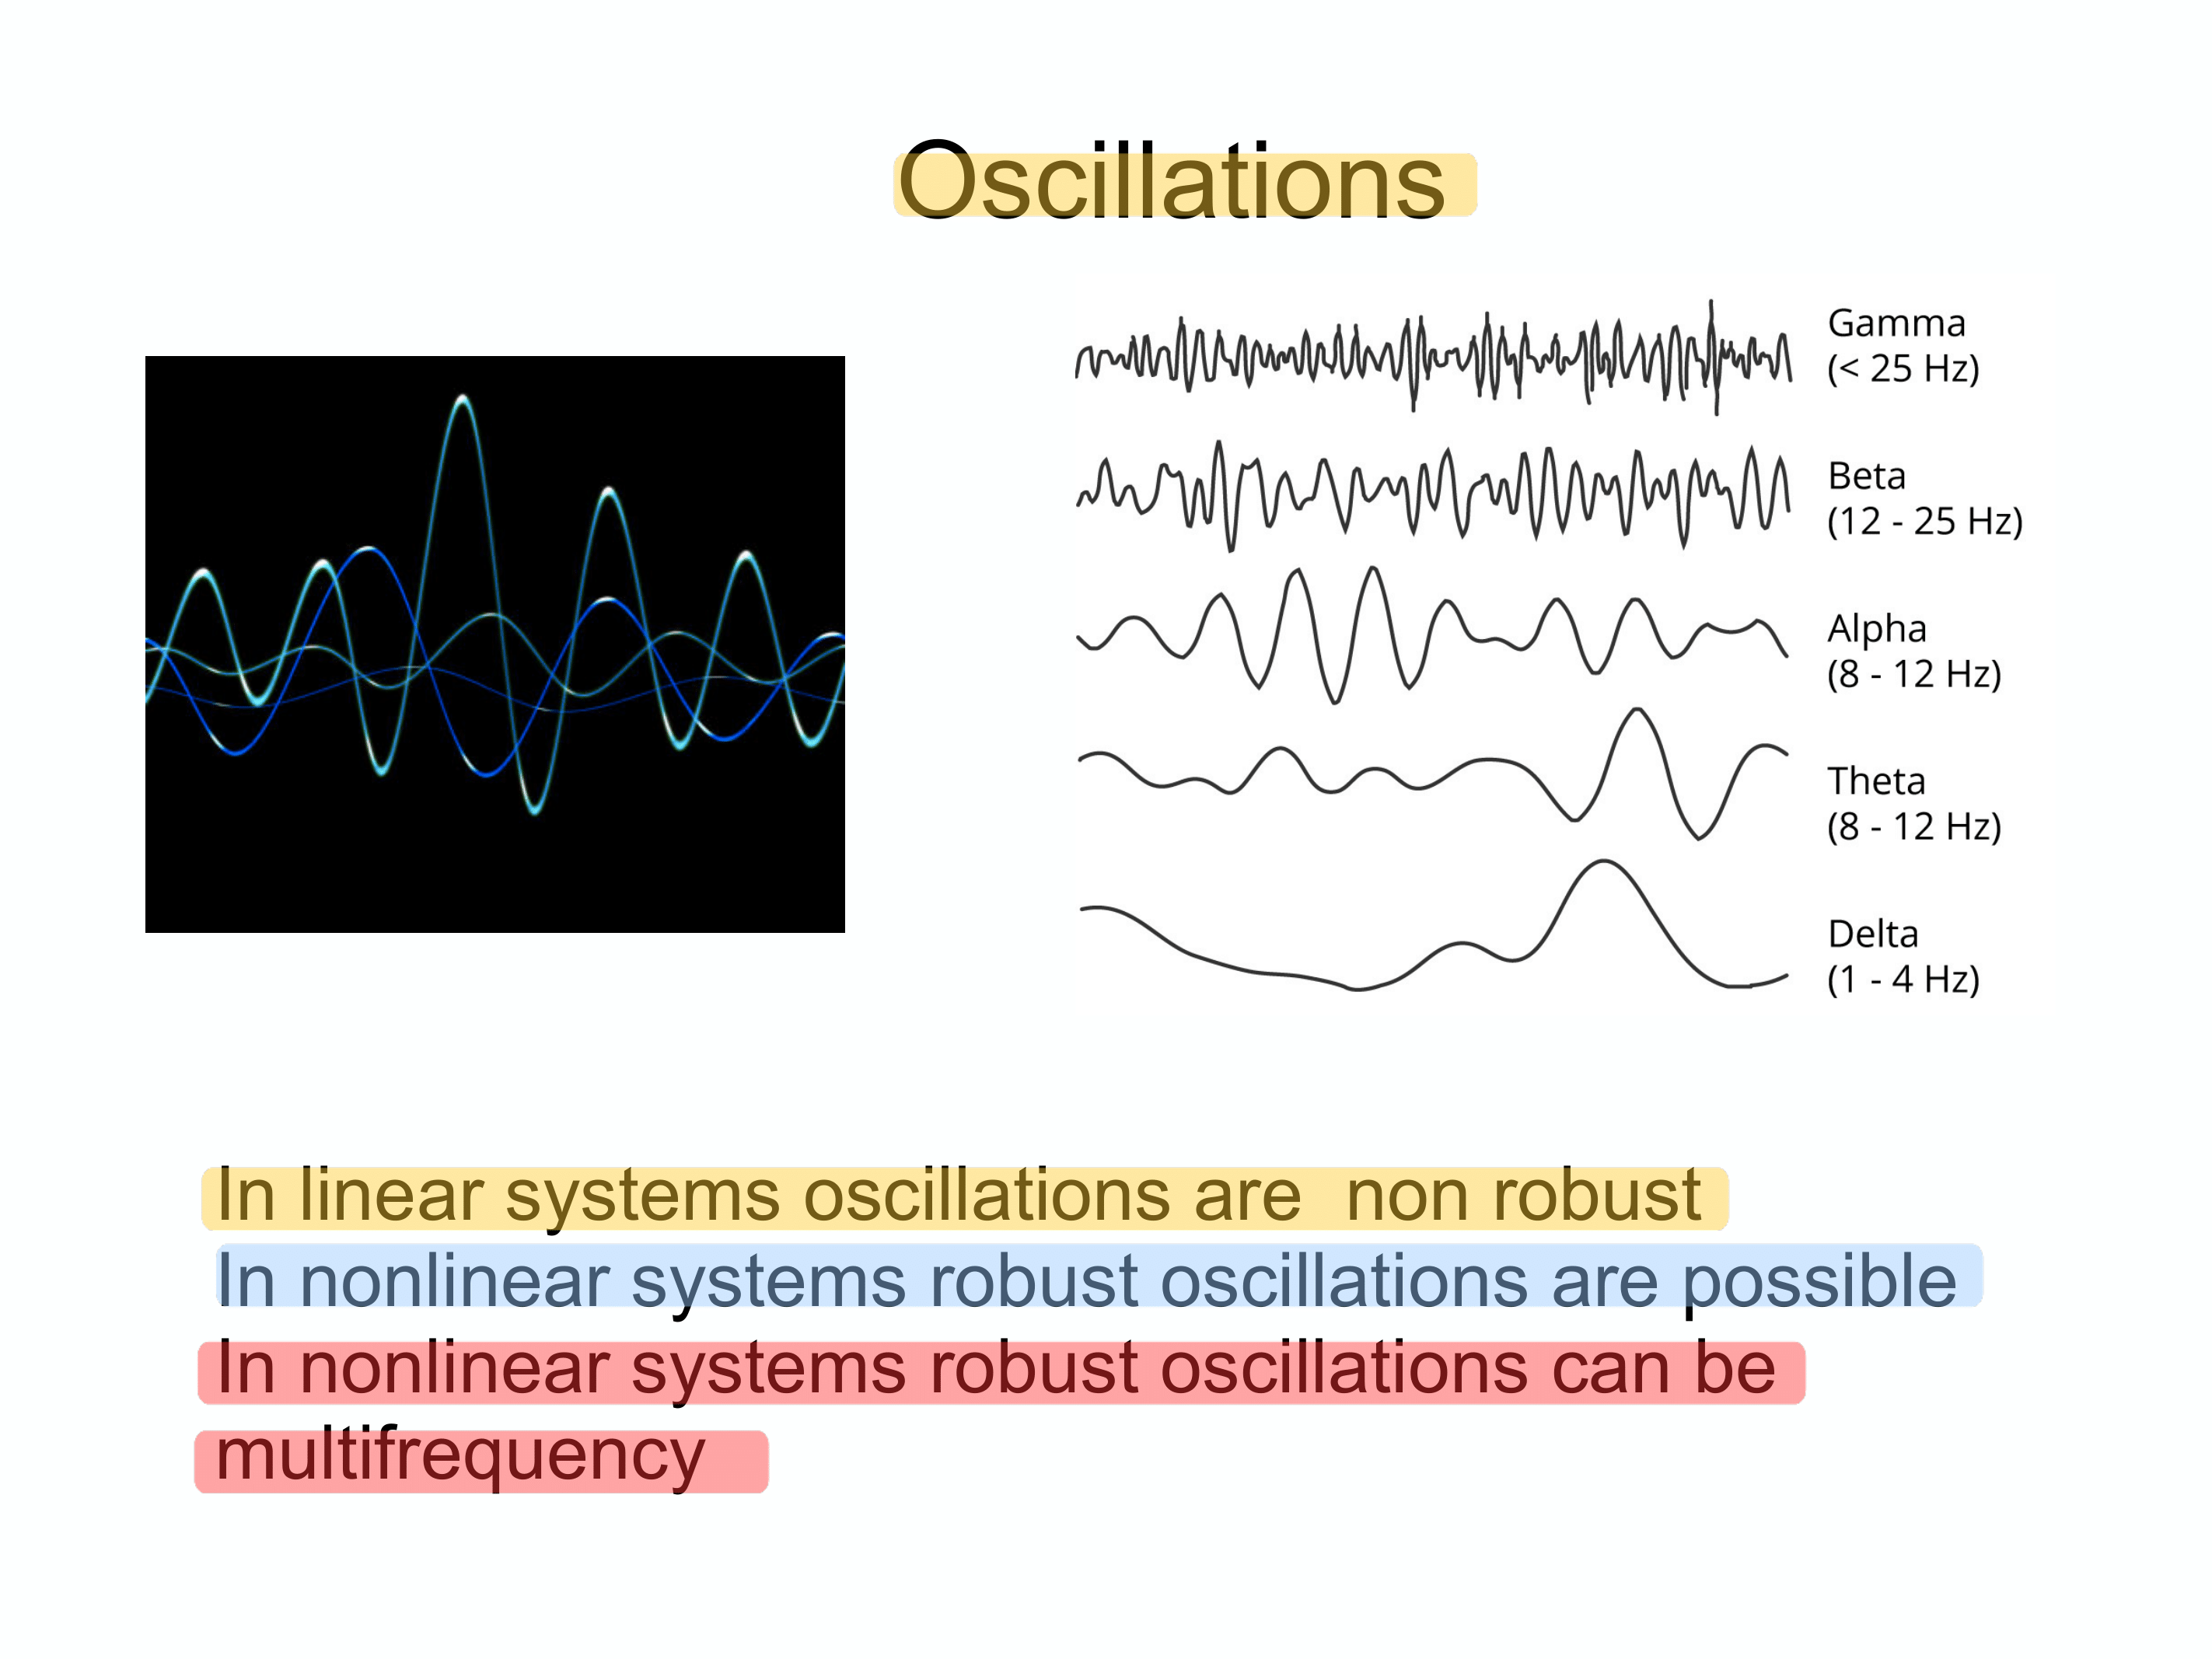 Oscillations
Gamma
(< 25 Hz)
Beta
(12 - 25 Hz)
Alpha
(8 - 12 Hz)
Theta
(8 - 12 Hz)
Delta
(1 - 4 Hz)
In linear systems oscillations are  non robust
In nonlinear systems robust oscillations are possible
In nonlinear systems robust oscillations can be
multifrequency